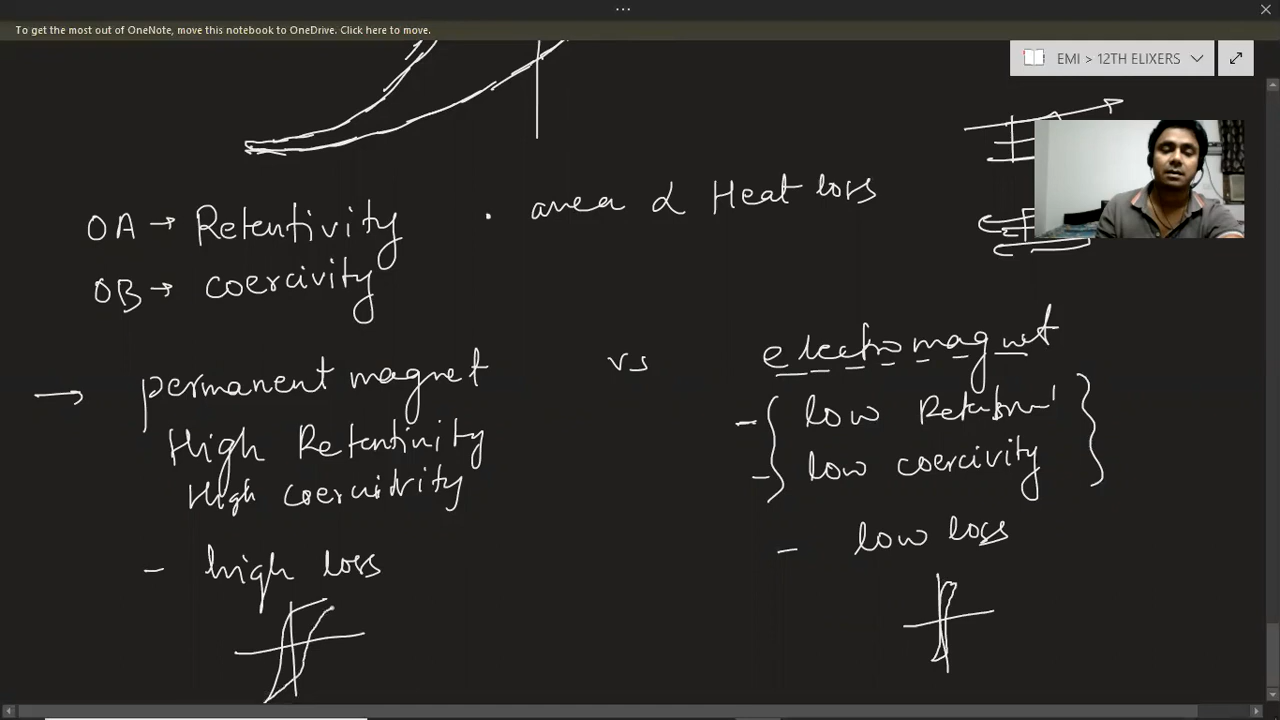 To get the most out of OneNote, move this notebook to OneDrive. Click here to move.
EMI > 12TH ELIXERS
OA → Retentivity
· area α Heat loss
OB → coercivity
→ permanent magnet vs electromagnet
High Retentivity
- low
High
- low coercivity
- high loss
- low loss